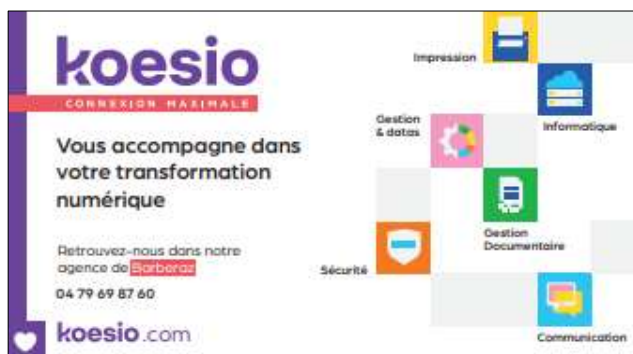 koesio
CONNEXION MAXIMALE
Vous accompagne dans
votre transformation
numérique
Retrouvez-nous dans notre
agence de Barberaz
04 79 69 87 60
koesio.com
Impression
Informatique
Gestion
& datas
Gestion
Documentaire
Sécurité
Communication